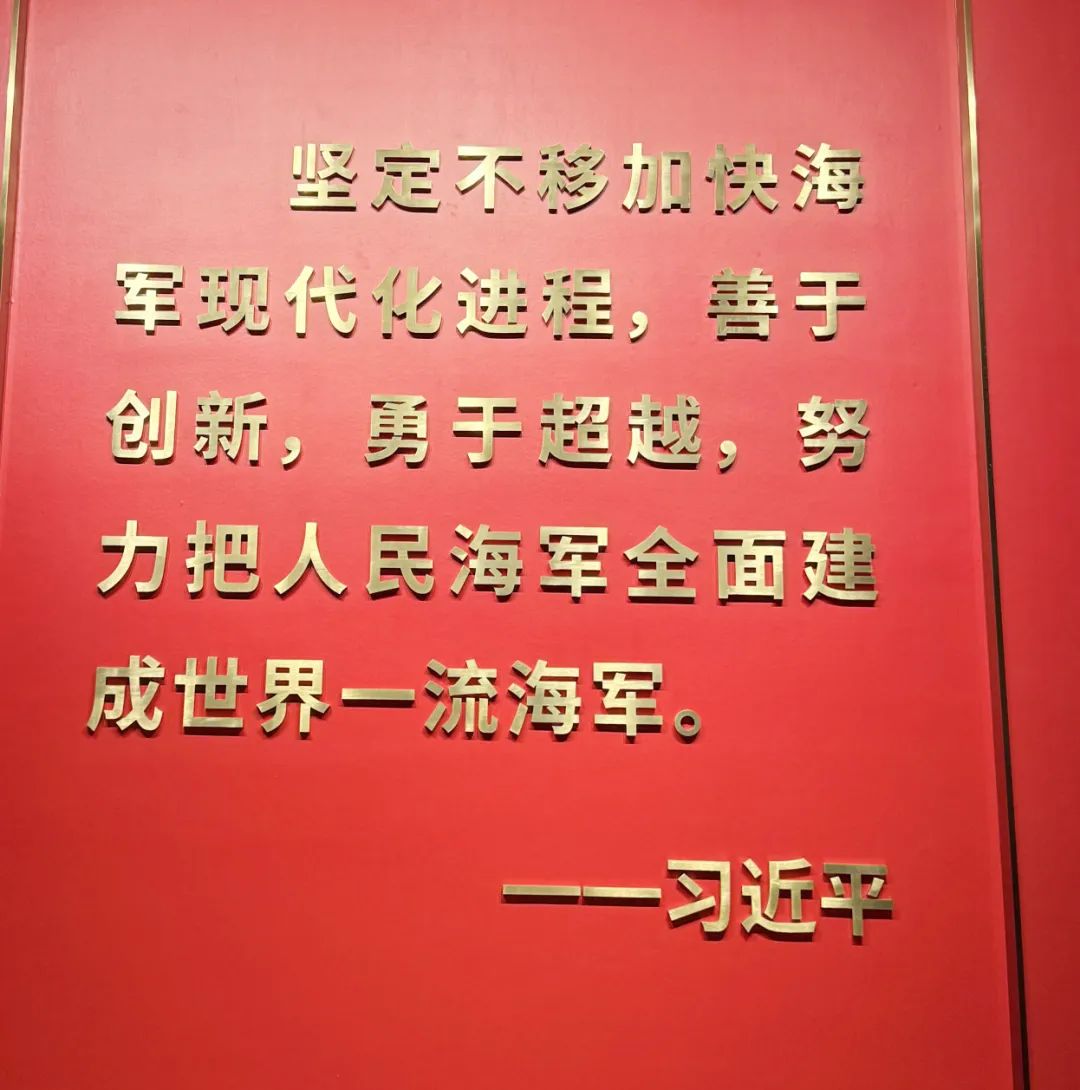 坚定不移加快海
军现代化进程，善于
创新，勇于超越，努
力把人民海军全面建
成世界一流海军。
——习近平